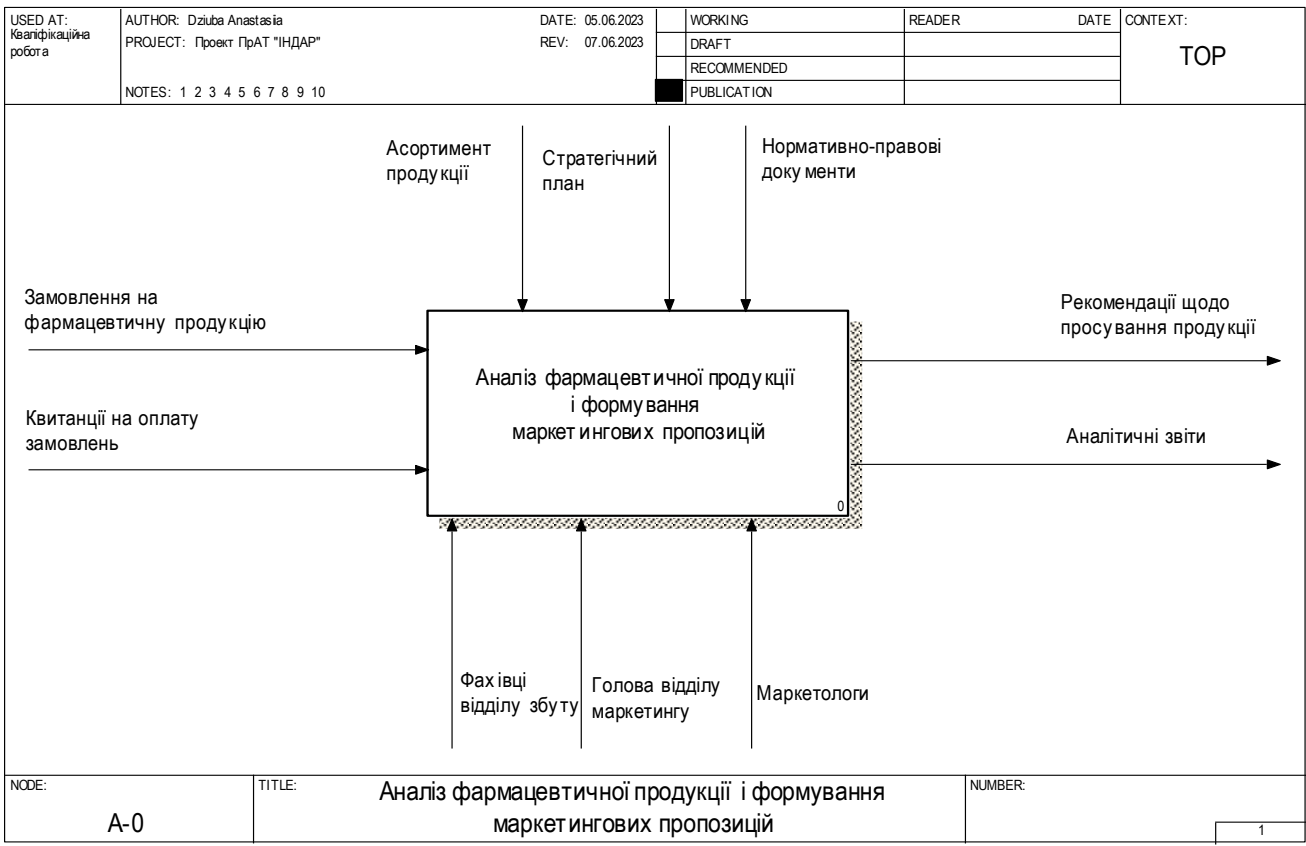 USED AT:
Кваліфікаційна
робота
AUTHOR: Dziuba Anastasiia
DATE: 05.06.2023
PROJECT: Проект ПрАТ "ІНДАР"
REV: 07.06.2023
NOTES: 1 2 3 4 5 6 7 8 9 10
WORKING
DRAFT
RECOMMENDED
PUBLICATION
READER
DATE
CONTEXT:
TOP
Асортимент
продукції
Стратегічний
план
Нормативно-правові
документи
Замовлення на
фармацевтичну продукцію
Квитанції на оплату
замовлень
Аналіз фармацевтичної продукції
і формування
маркетингових пропозицій
0
Рекомендації щодо
просування продукції
Аналітичні звіти
Фахівці
відділу збуту
Голова відділу
маркетингу
Маркетологи
NODE:
A-0
TITLE:
Аналіз фармацевтичної продукції і формування
маркетингових пропозицій
NUMBER:
1